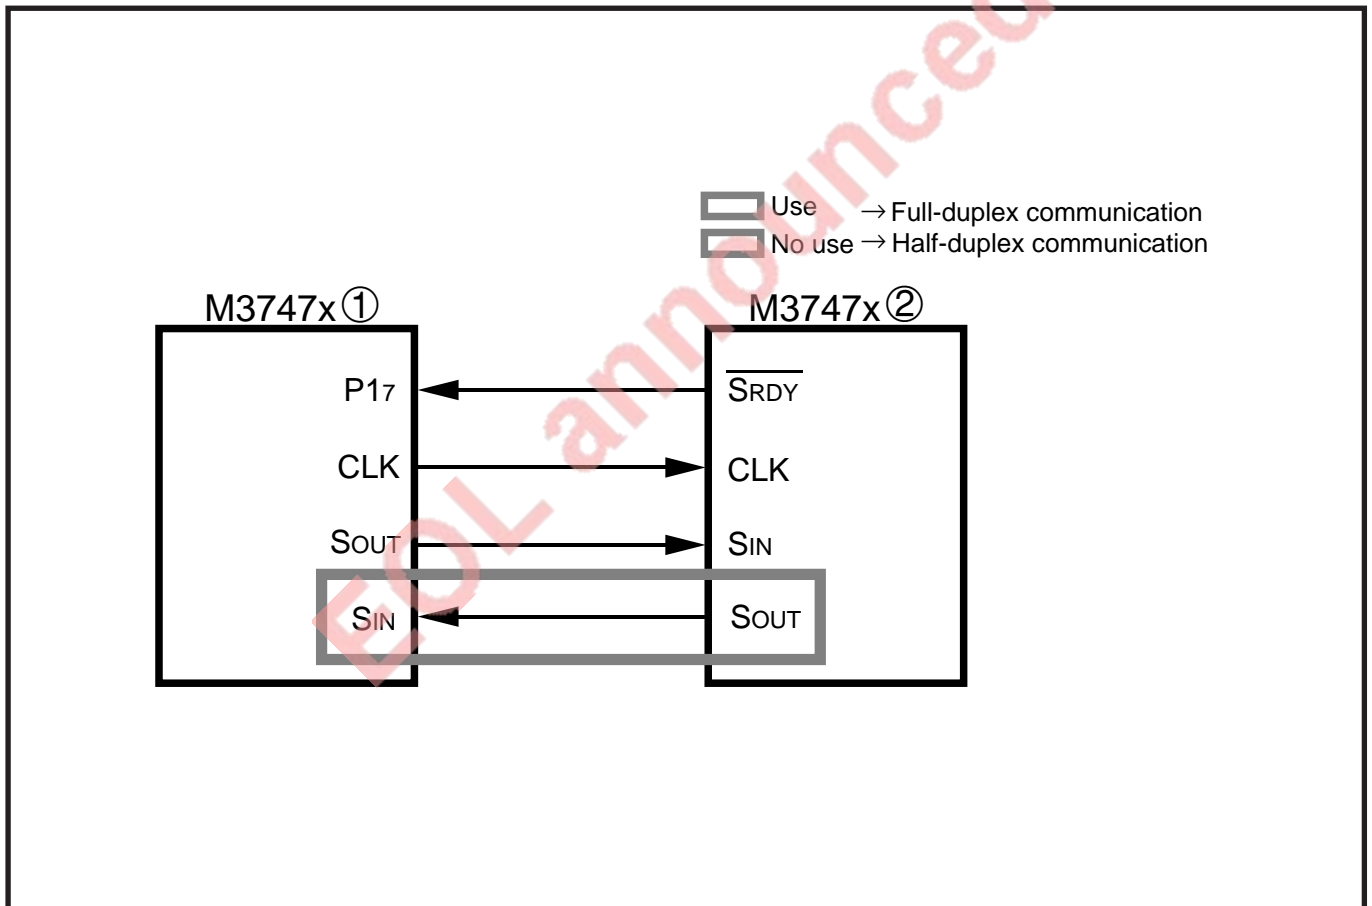 Use → Full-duplex communication
No use → Half-duplex communication
M3747x① M3747x②
P17 SRDY
CLK CLK
SOUT SIN
SIN SOUT
EOL announced